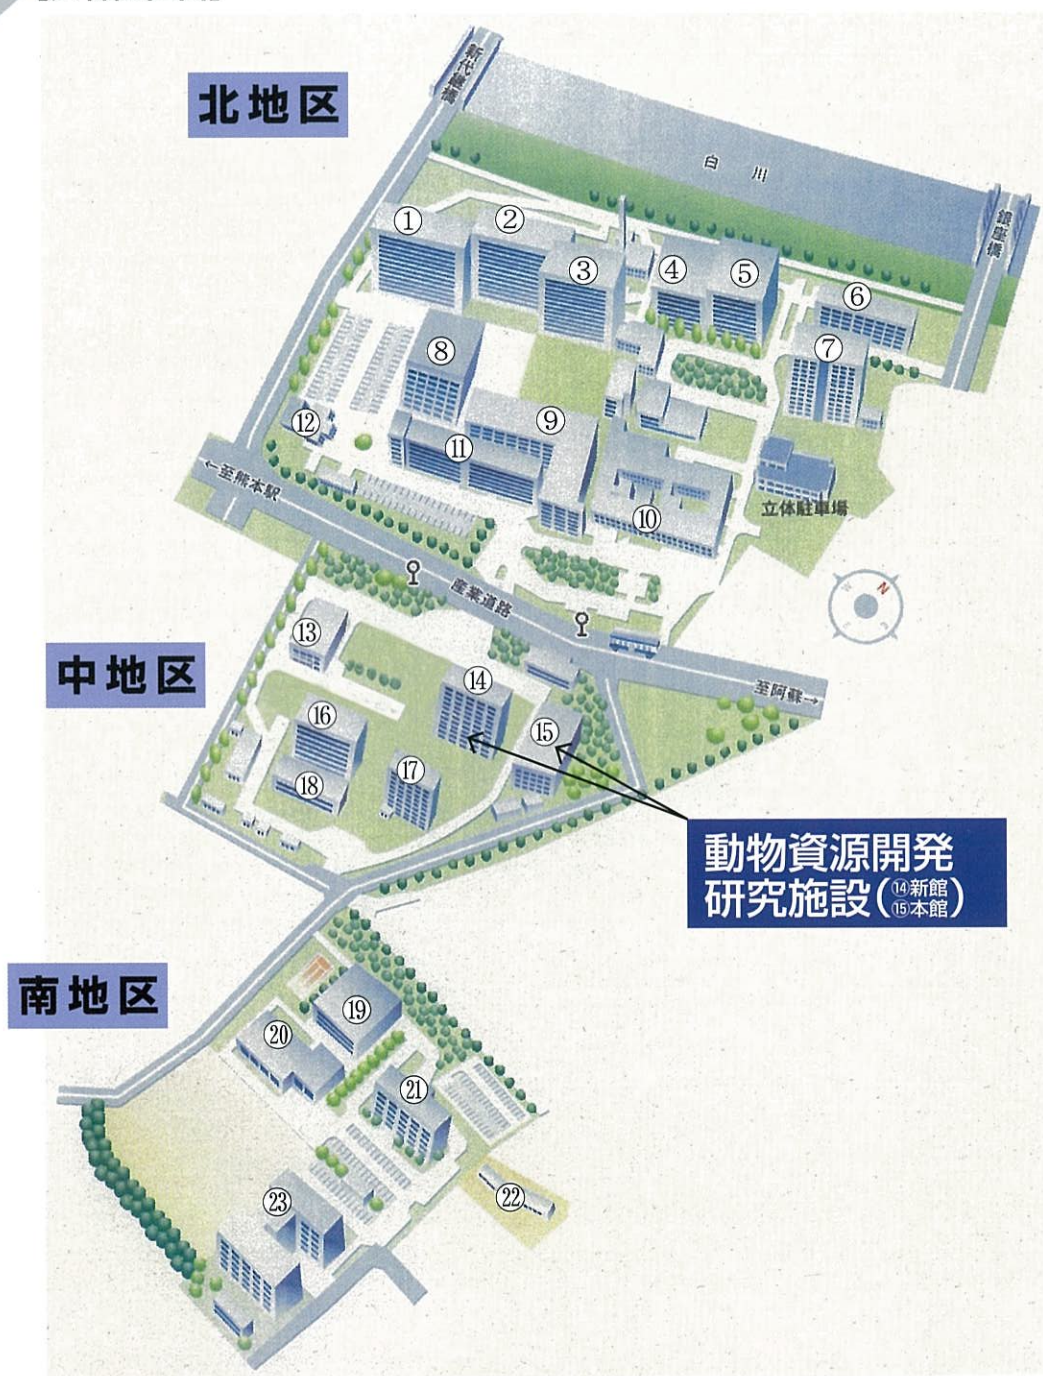 北地区
新代継橋
白川
銀座橋
①
②
③
④
⑤
⑥
⑦
⑧
⑨
⑩
⑪
⑫
立体駐車場
←至熊本駅
産業道路
N
W
至阿蘇→
中地区
⑬
⑭
⑮
⑯
⑰
⑱
動物資源開発
研究施設(⑭新館
⑮本館)
南地区
⑲
⑳
㉑
㉒
㉓